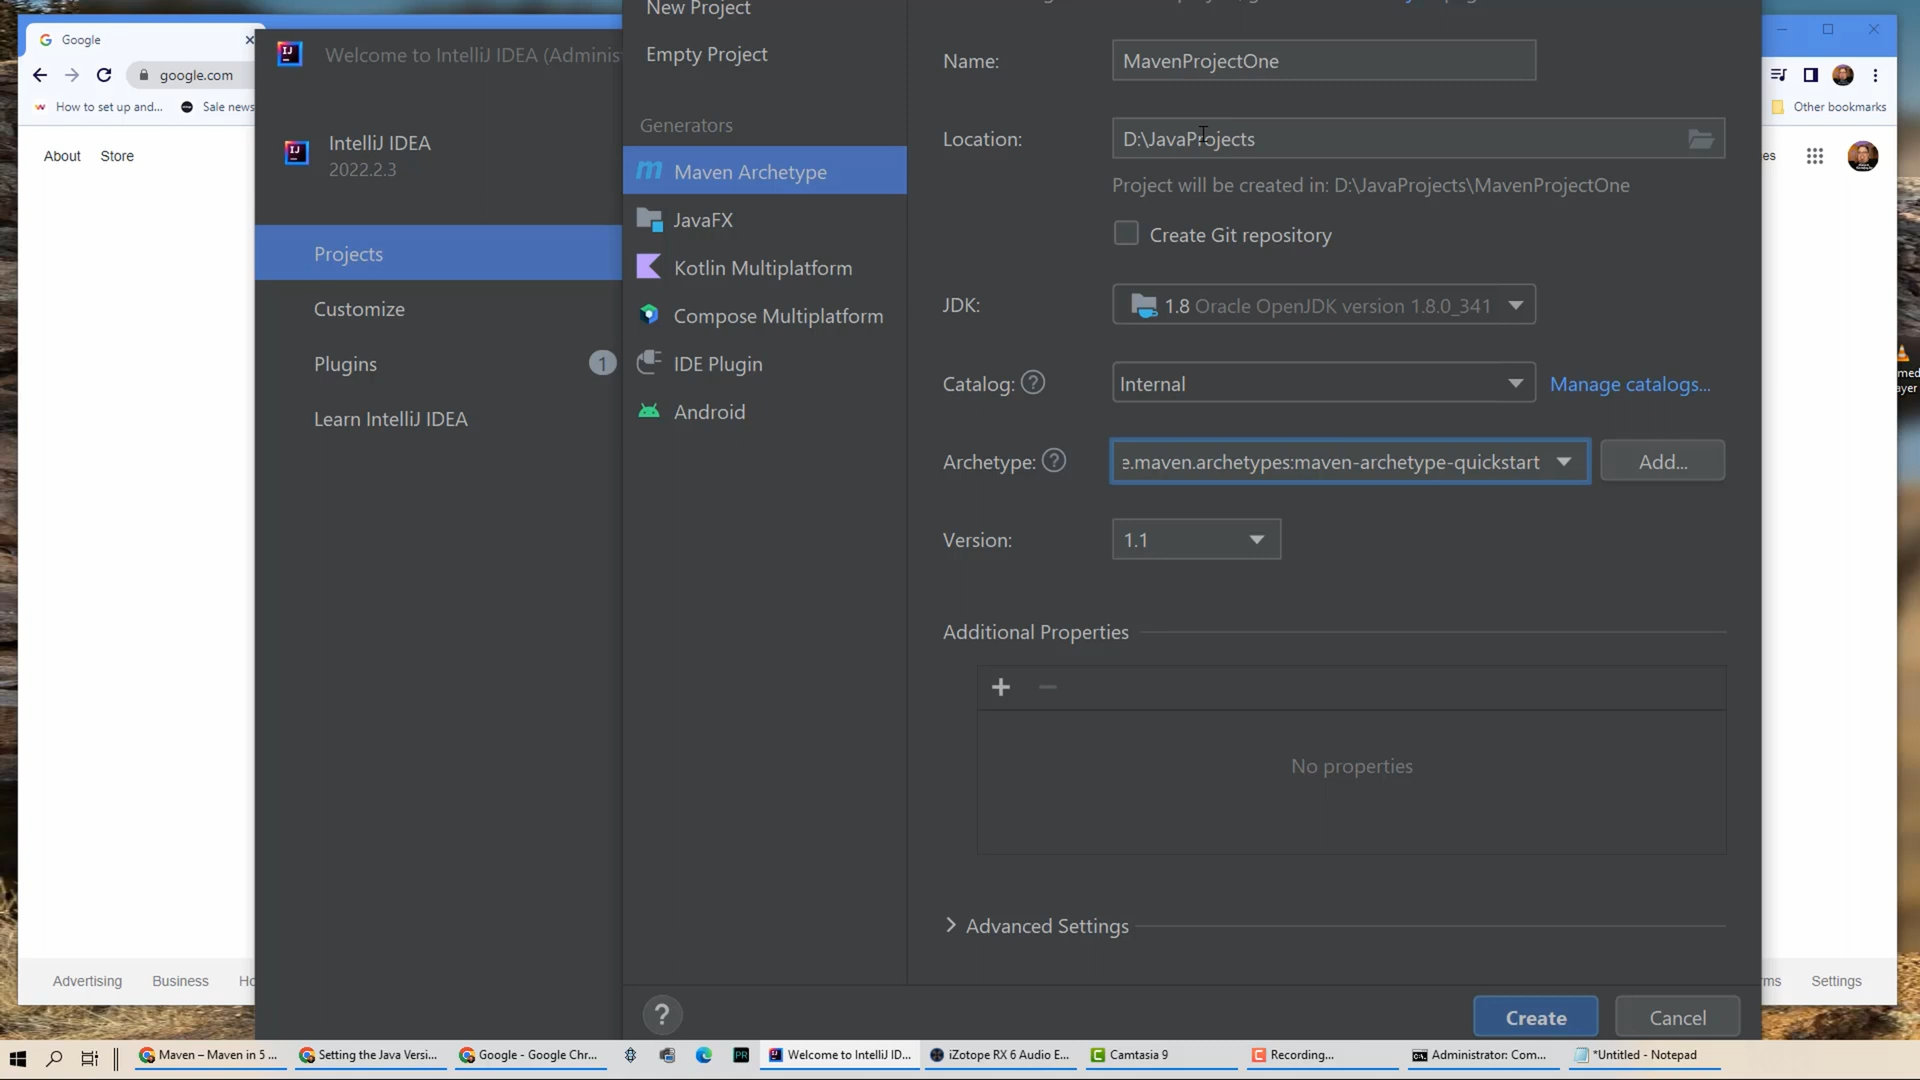 Google
google.com
How to set up and...
Sale news
About
Store
Advertising
Business
Welcome to IntelliJ IDEA (Adminis
IntelliJ IDEA
2022.2.3
Projects
Customize
Plugins
1
Learn IntelliJ IDEA
New Project
Empty Project
Generators
Maven Archetype
JavaFX
Kotlin Multiplatform
Compose Multiplatform
IDE Plugin
Android
Name: MavenProjectOne
Location: D:\JavaProjects
Project will be created in: D:\JavaProjects\MavenProjectOne
Create Git repository
JDK: 1.8 Oracle OpenJDK version 1.8.0_341
Catalog: ? Internal Manage catalogs...
Archetype: ? e.maven.archetypes:maven-archetype-quickstart Add...
Version: 1.1
Additional Properties
+ −
No properties
Advanced Settings
?
Create Cancel
Other bookmarks
Settings
Maven – Maven in 5 ...
Setting the Java Versi...
Google - Google Chr...
PR
Welcome to IntelliJ ID...
iZotope RX 6 Audio E...
Camtasia 9
Recording...
Administrator: Com...
*Untitled - Notepad